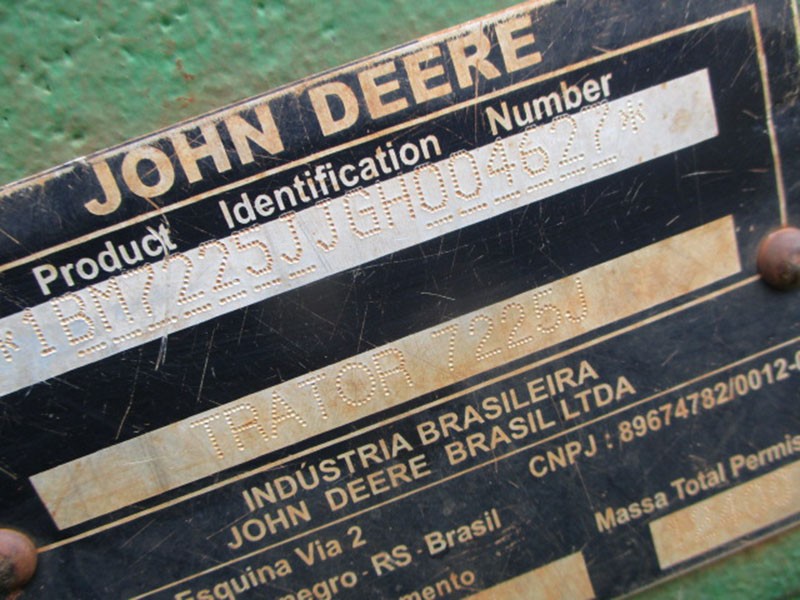 JOHN DEERE
Product Identification Number
*1BM7225JJGH004627*
TRATOR 7225J
INDÚSTRIA BRASILEIRA
JOHN DEERE BRASIL LTDA
CNPJ : 89674782/0012-
Esquina Via 2
negro - RS - Brasil
Massa Total Permis
mento